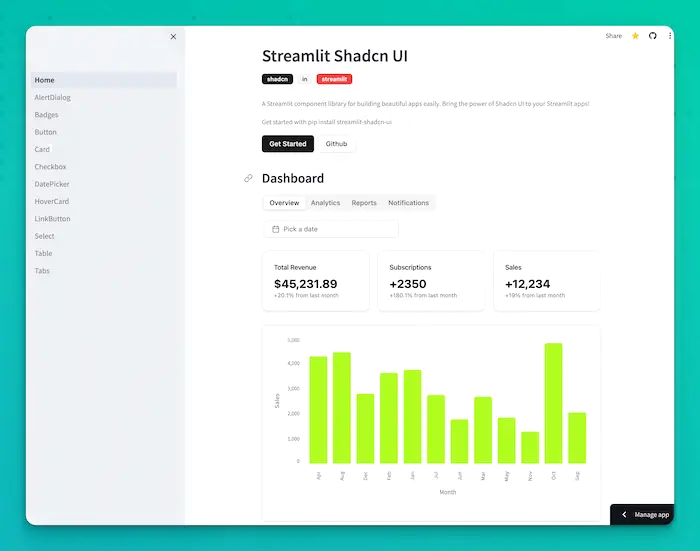 Share
Home
AlertDialog
Badges
Button
Card
Checkbox
DatePicker
HoverCard
LinkButton
Select
Table
Tabs
Streamlit Shadcn UI
shadcn in streamlit
A Streamlit component library for building beautiful apps easily. Bring the power of Shadcn UI to your Streamlit apps!
Get started with pip install streamlit-shadcn-ui
Get Started Github
Dashboard
Overview Analytics Reports Notifications
Pick a date
Total Revenue
$45,231.89
+20.1% from last month
Subscriptions
+2350
+180.1% from last month
Sales
+12,234
+19% from last month
5,000
4,000
3,000
2,000
1,000
0
Sales
Apr Aug Dec Feb Jan Jul Jun Mar May Nov Oct Sep
Month
Manage app